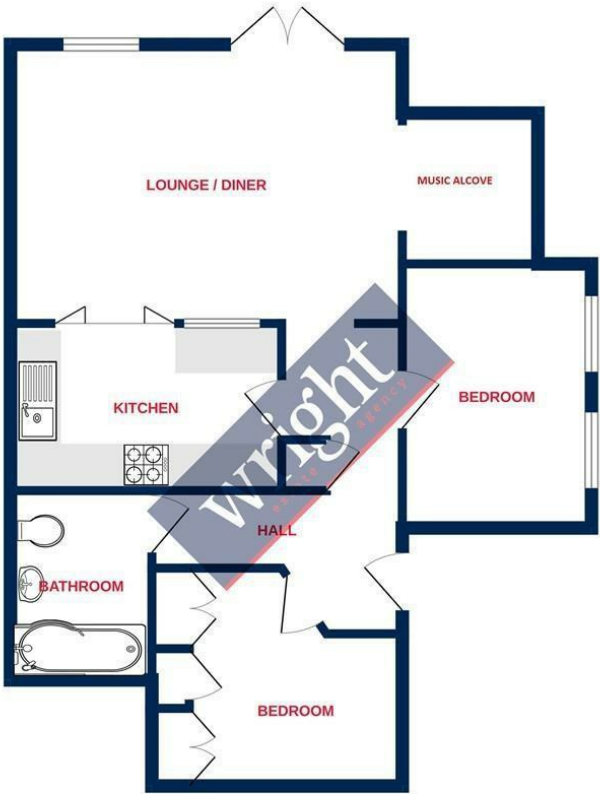 LOUNGE / DINER
MUSIC ALCOVE
KITCHEN
BEDROOM
wright
estate agency
HALL
BATHROOM
BEDROOM